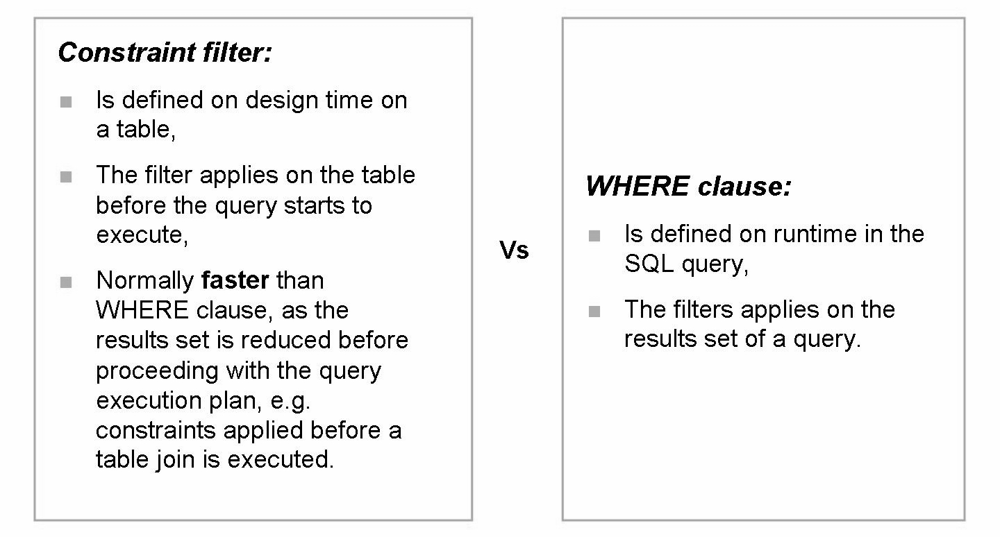 Constraint filter:
Is defined on design time on
a table,
The filter applies on the table
before the query starts to
execute,
Normally faster than
WHERE clause, as the
results set is reduced before
proceeding with the query
execution plan, e.g.
constraints applied before a
table join is executed.
Vs
WHERE clause:
Is defined on runtime in the
SQL query,
The filters applies on the
results set of a query.